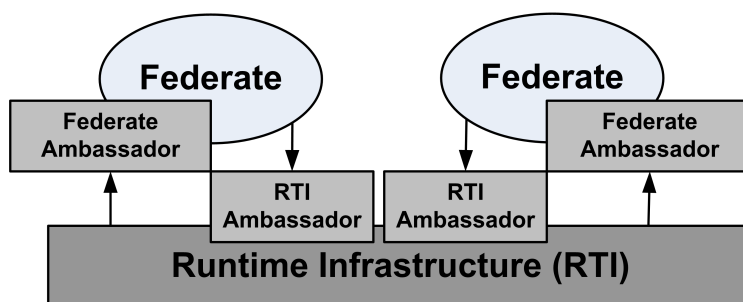 Federate
Federate
Federate
Ambassador
Federate
Ambassador
RTI
Ambassador
RTI
Ambassador
Runtime Infrastructure (RTI)